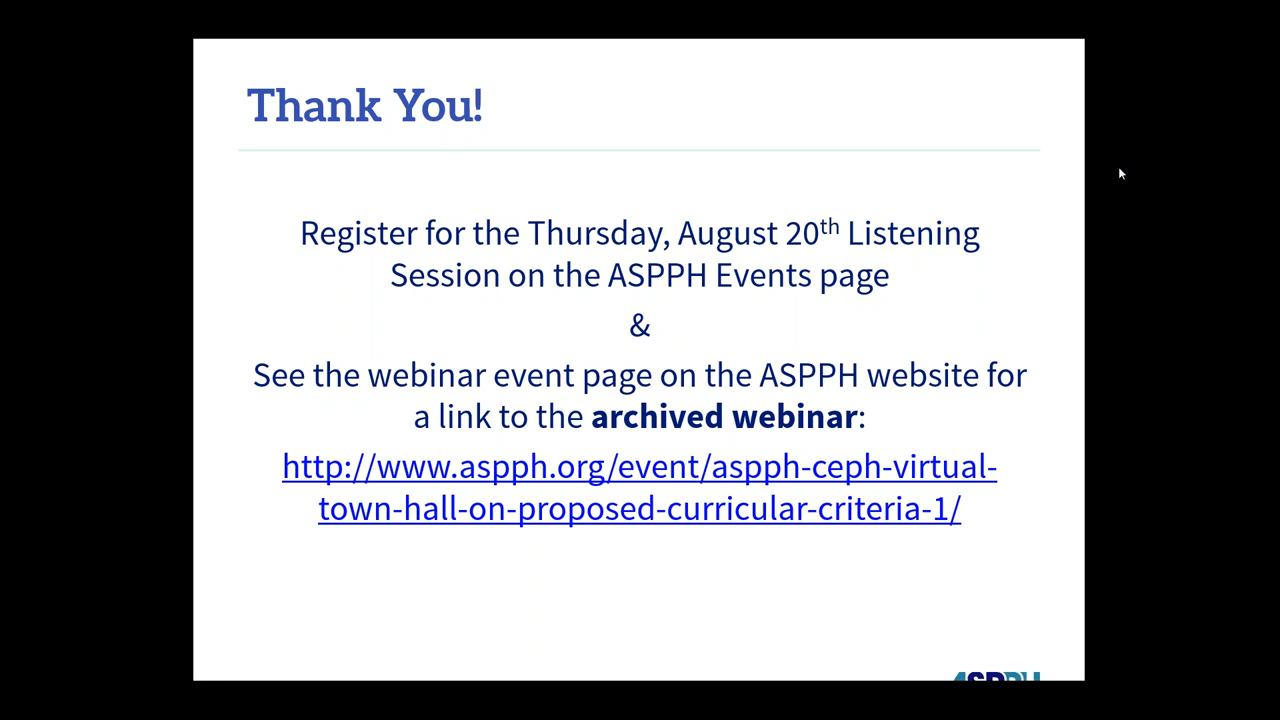 Thank You!
Register for the Thursday, August 20th Listening
Session on the ASPPH Events page
&
See the webinar event page on the ASPPH website for
a link to the archived webinar:
http://www.aspph.org/event/aspph-ceph-virtual-
town-hall-on-proposed-curricular-criteria-1/
ASPPH